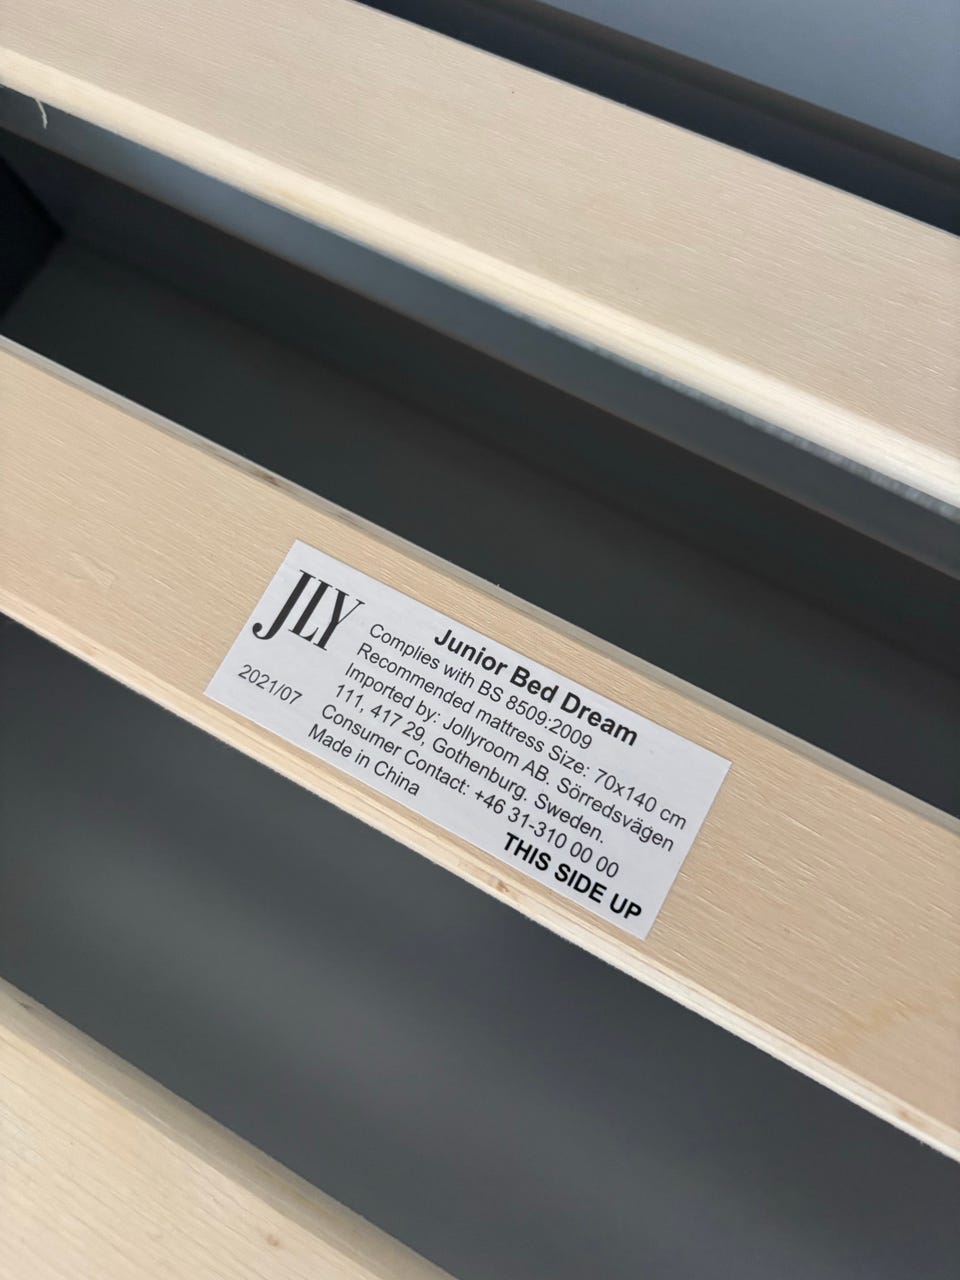 JLY
Junior Bed Dream
Complies with BS 8509:2009
Recommended mattress Size: 70x140 cm
Imported by: Jollyroom AB. Sörredsvägen
111, 417 29, Gothenburg. Sweden.
Consumer Contact: +46 31-310 00 00
Made in China
2021/07
THIS SIDE UP